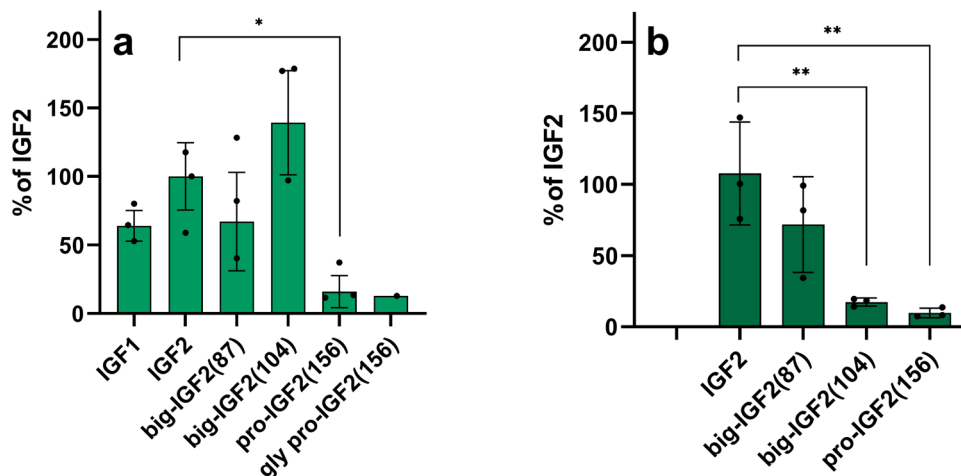 a
*
% of IGF2
200
150
100
50
0
IGF1
IGF2
big-IGF2(87)
big-IGF2(104)
pro-IGF2(156)
gly pro-IGF2(156)
b
**
**
% of IGF2
200
150
100
50
0
IGF2
big-IGF2(87)
big-IGF2(104)
pro-IGF2(156)